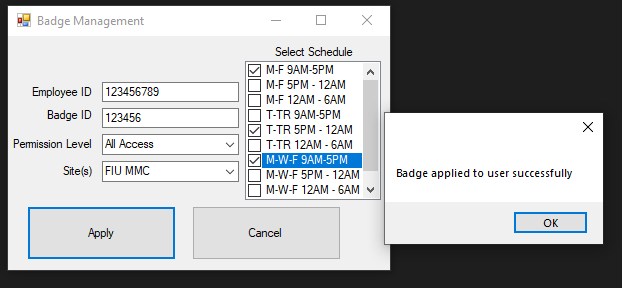 Badge Management
Select Schedule
Employee ID 123456789
Badge ID 123456
Permission Level All Access
Site(s) FIU MMC
M-F 9AM-5PM
M-F 5PM - 12AM
M-F 12AM - 6AM
T-TR 9AM-5PM
T-TR 5PM - 12AM
T-TR 12AM - 6AM
M-W-F 9AM-5PM
M-W-F 5PM - 12AM
M-W-F 12AM - 6AM
Apply
Cancel
Badge applied to user successfully
OK